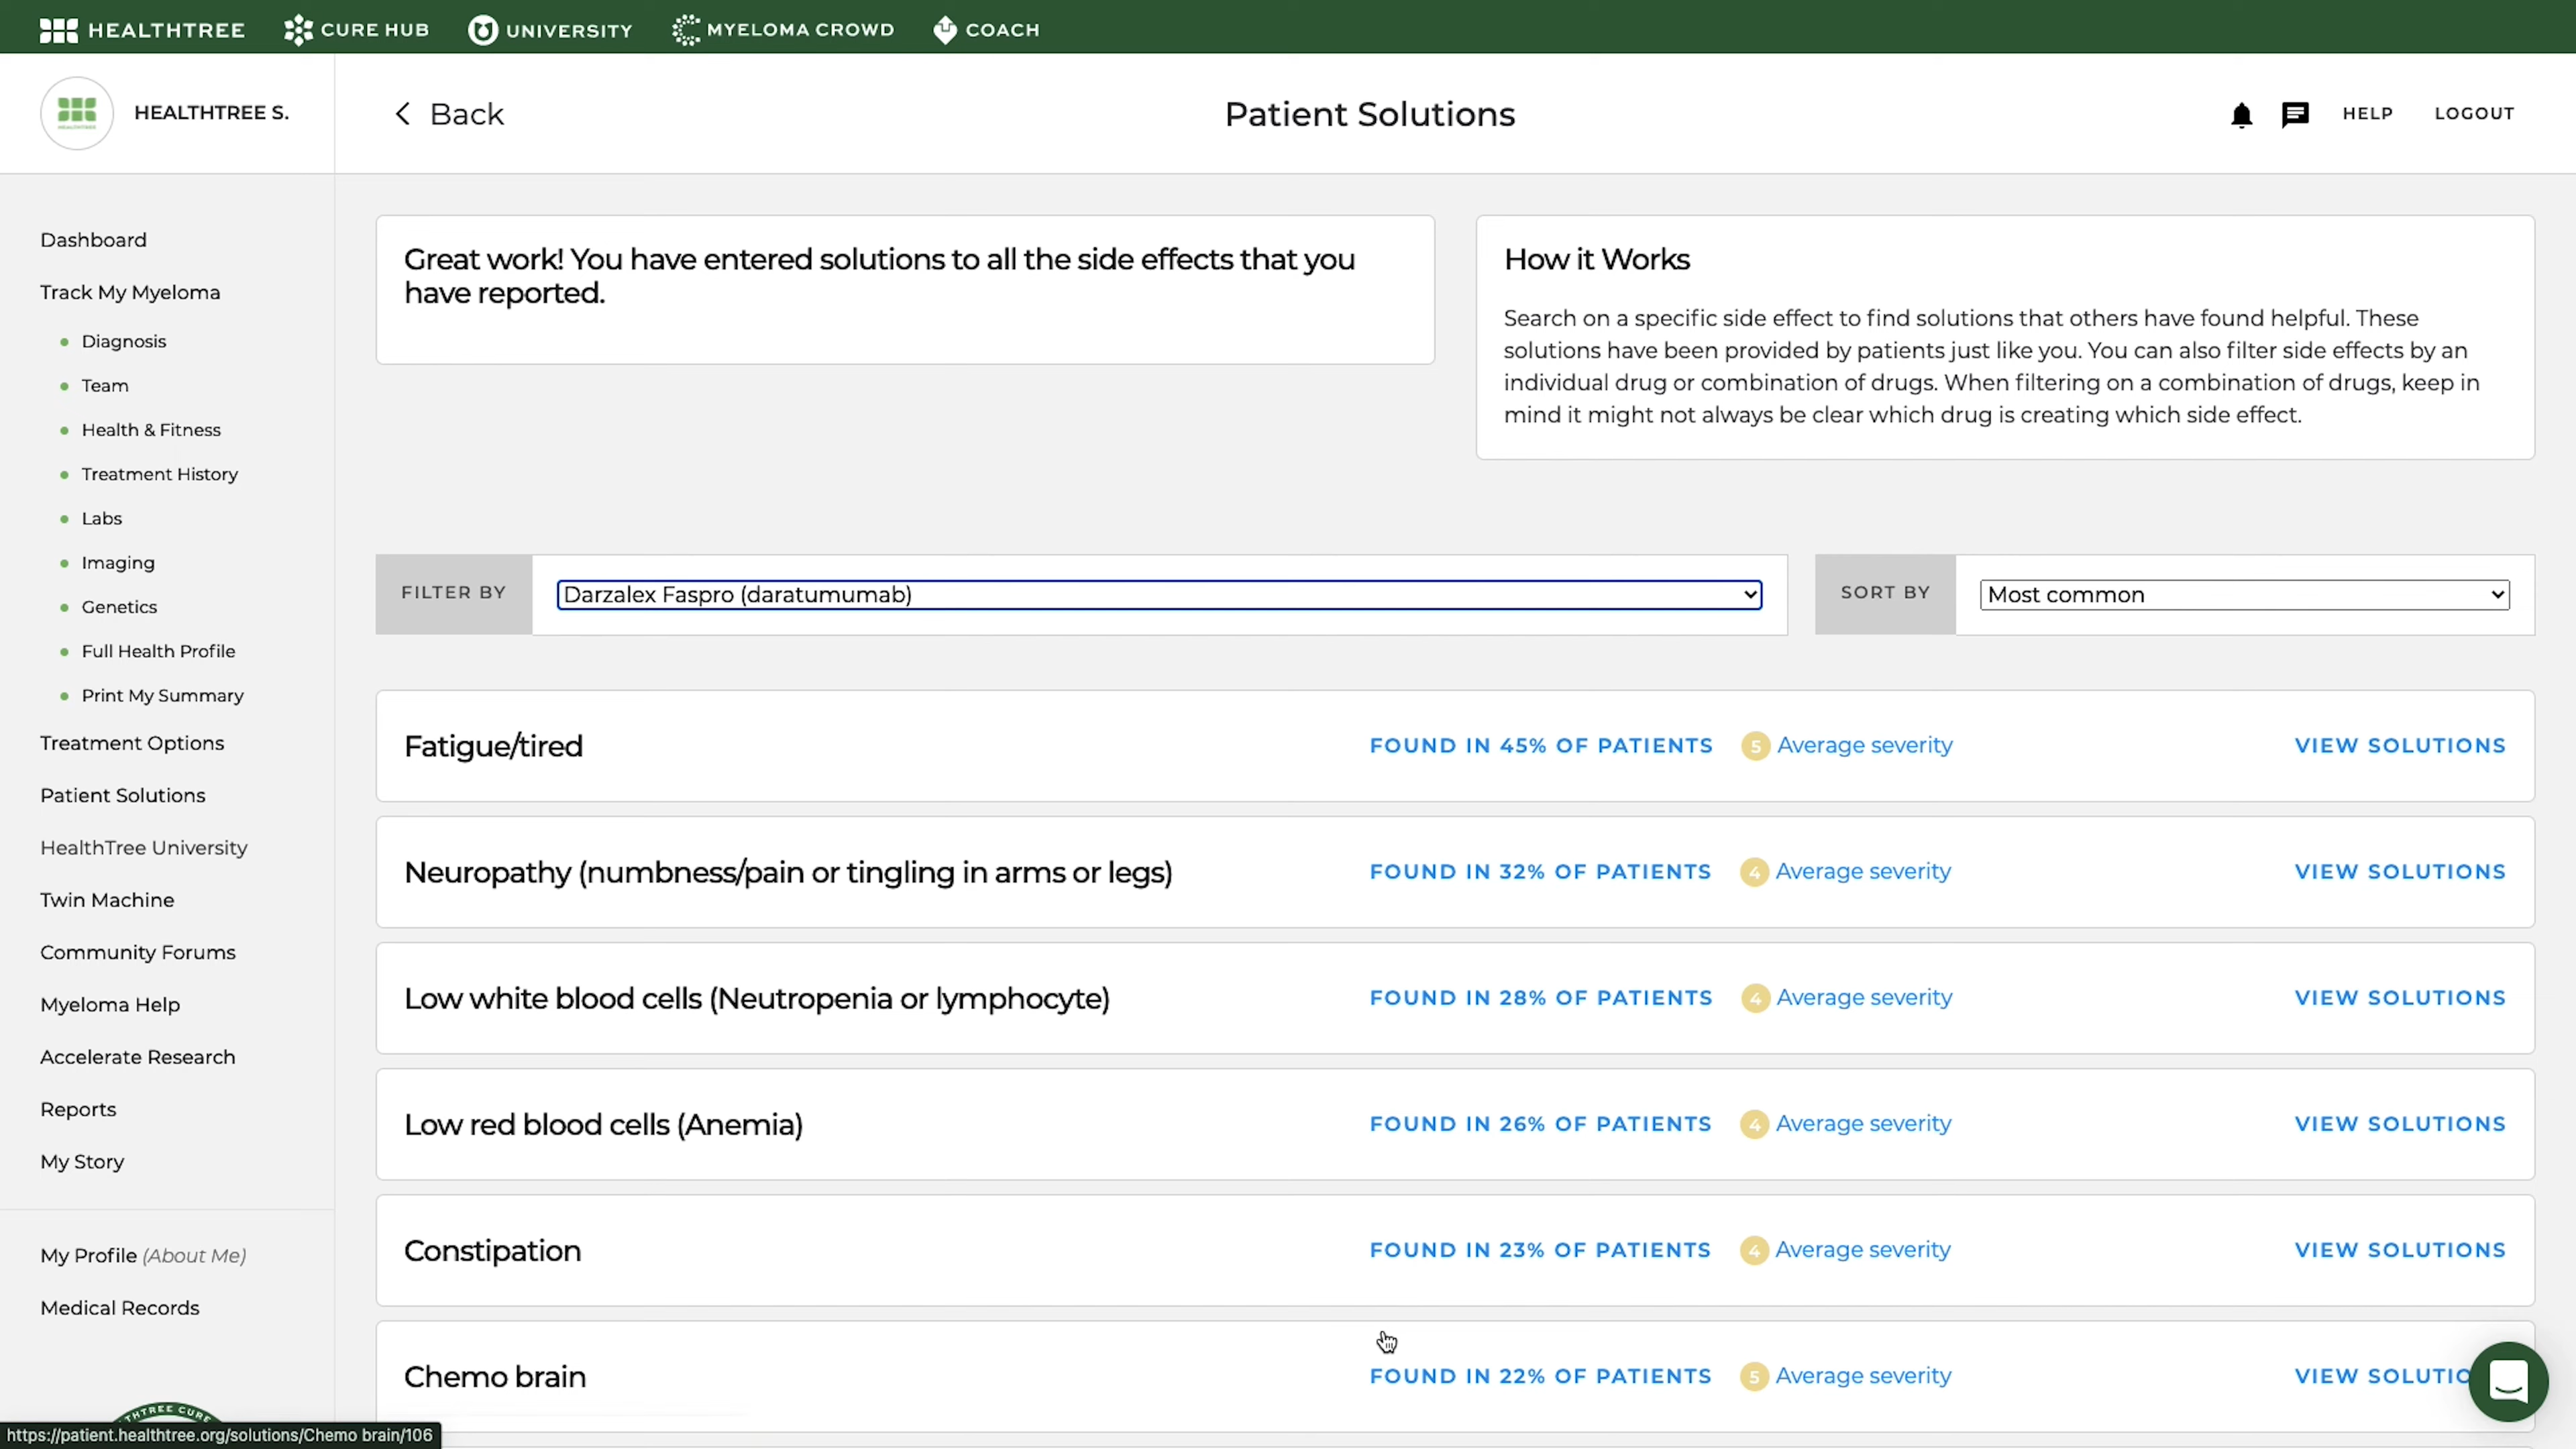 HEALTHTREE CURE HUB UNIVERSITY MYELOMA CROWD COACH
HEALTHTREE
HEALTHTREE S.
Back
Patient Solutions
HELP
LOGOUT
Dashboard
Track My Myeloma
Diagnosis
Team
Health & Fitness
Treatment History
Labs
Imaging
Genetics
Full Health Profile
Print My Summary
Treatment Options
Patient Solutions
HealthTree University
Twin Machine
Community Forums
Myeloma Help
Accelerate Research
Reports
My Story
My Profile (About Me)
Medical Records
Great work! You have entered solutions to all the side effects that you
have reported.
How it Works
Search on a specific side effect to find solutions that others have found helpful. These
solutions have been provided by patients just like you. You can also filter side effects by an
individual drug or combination of drugs. When filtering on a combination of drugs, keep in
mind it might not always be clear which drug is creating which side effect.
FILTER BY Darzalex Faspro (daratumumab)
SORT BY Most common
Fatigue/tired FOUND IN 45% OF PATIENTS 5 Average severity VIEW SOLUTIONS
Neuropathy (numbness/pain or tingling in arms or legs) FOUND IN 32% OF PATIENTS 4 Average severity VIEW SOLUTIONS
Low white blood cells (Neutropenia or lymphocyte) FOUND IN 28% OF PATIENTS 4 Average severity VIEW SOLUTIONS
Low red blood cells (Anemia) FOUND IN 26% OF PATIENTS 4 Average severity VIEW SOLUTIONS
Constipation FOUND IN 23% OF PATIENTS 4 Average severity VIEW SOLUTIONS
Chemo brain FOUND IN 22% OF PATIENTS 5 Average severity VIEW SOLUTIO
HTREE CURE
https://patient.healthtree.org/solutions/Chemo brain/106